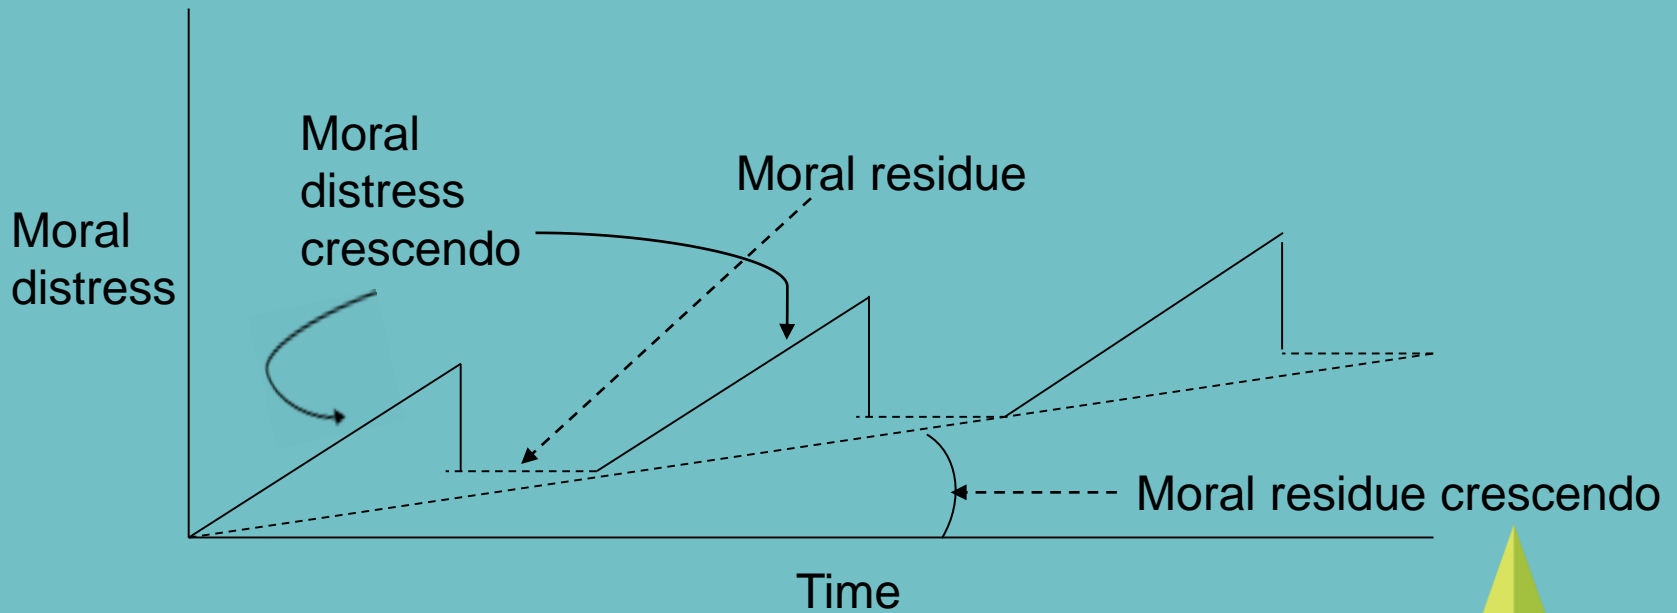 Moral
distress
Moral
distress
crescendo
Moral residue
Moral residue crescendo
Time